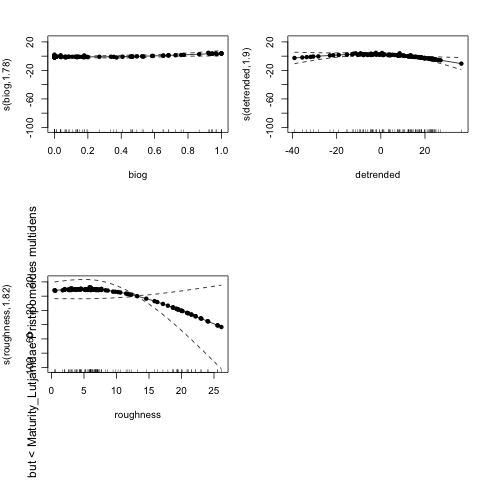 20
-20
-60
-100
s(biog,1.78)
0.0 0.2 0.4 0.6 0.8 1.0
biog
20
-20
-60
-100
s(detrended,1.9)
-40 -20 0 20
detrended
s(roughness,1.82)
0 5 10 15 20 25
roughness
but < Maturity_Lutjanidae Pristipomoides multidens